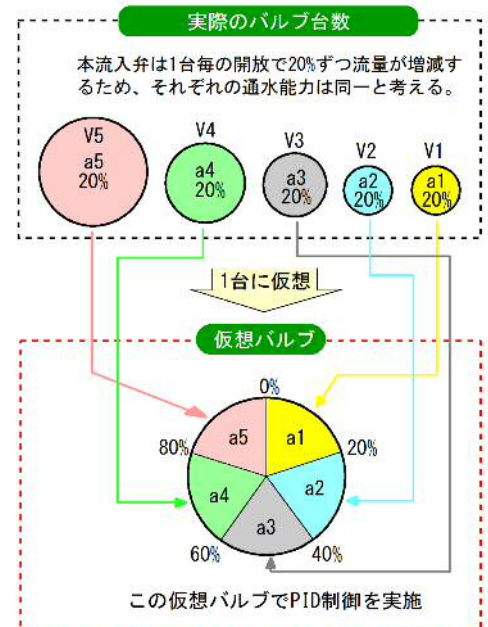 実際のバルブ台数
本流入弁は1台毎の開放で20%ずつ流量が増減す
るため、それぞれの通水能力は同一と考える。
V5
V4
V3
V2
V1
a5
20%
a4
20%
a3
20%
a2
20%
a1
20%
1台に仮想
仮想バルブ
0%
a5
a1
80%
20%
a4
a2
a3
60%
40%
この仮想バルブでPID制御を実施